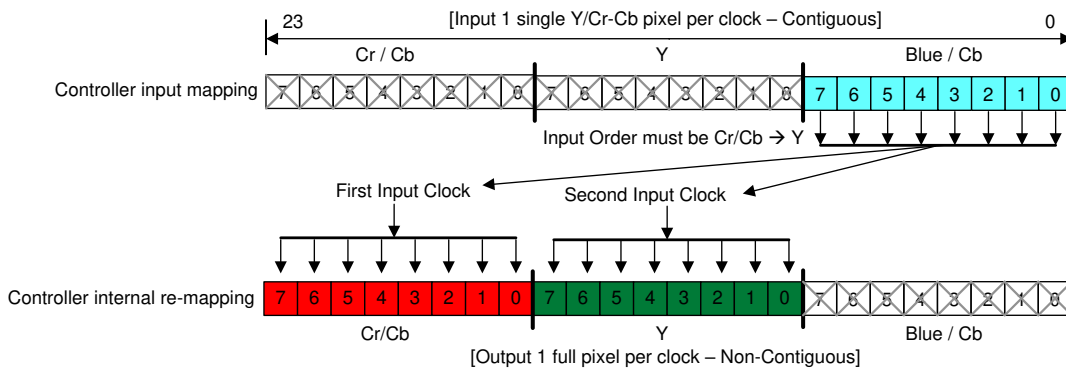 23 [Input 1 single Y/Cr-Cb pixel per clock – Contiguous] 0
Cr / Cb Y Blue / Cb
Controller input mapping 7 6 5 4 3 2 1 0 7 6 5 4 3 2 1 0 7 6 5 4 3 2 1 0
Input Order must be Cr/Cb → Y
First Input Clock Second Input Clock
Controller internal re-mapping 7 6 5 4 3 2 1 0 7 6 5 4 3 2 1 0 7 6 5 4 3 2 1 0
Cr/Cb Y Blue / Cb
[Output 1 full pixel per clock – Non-Contiguous]